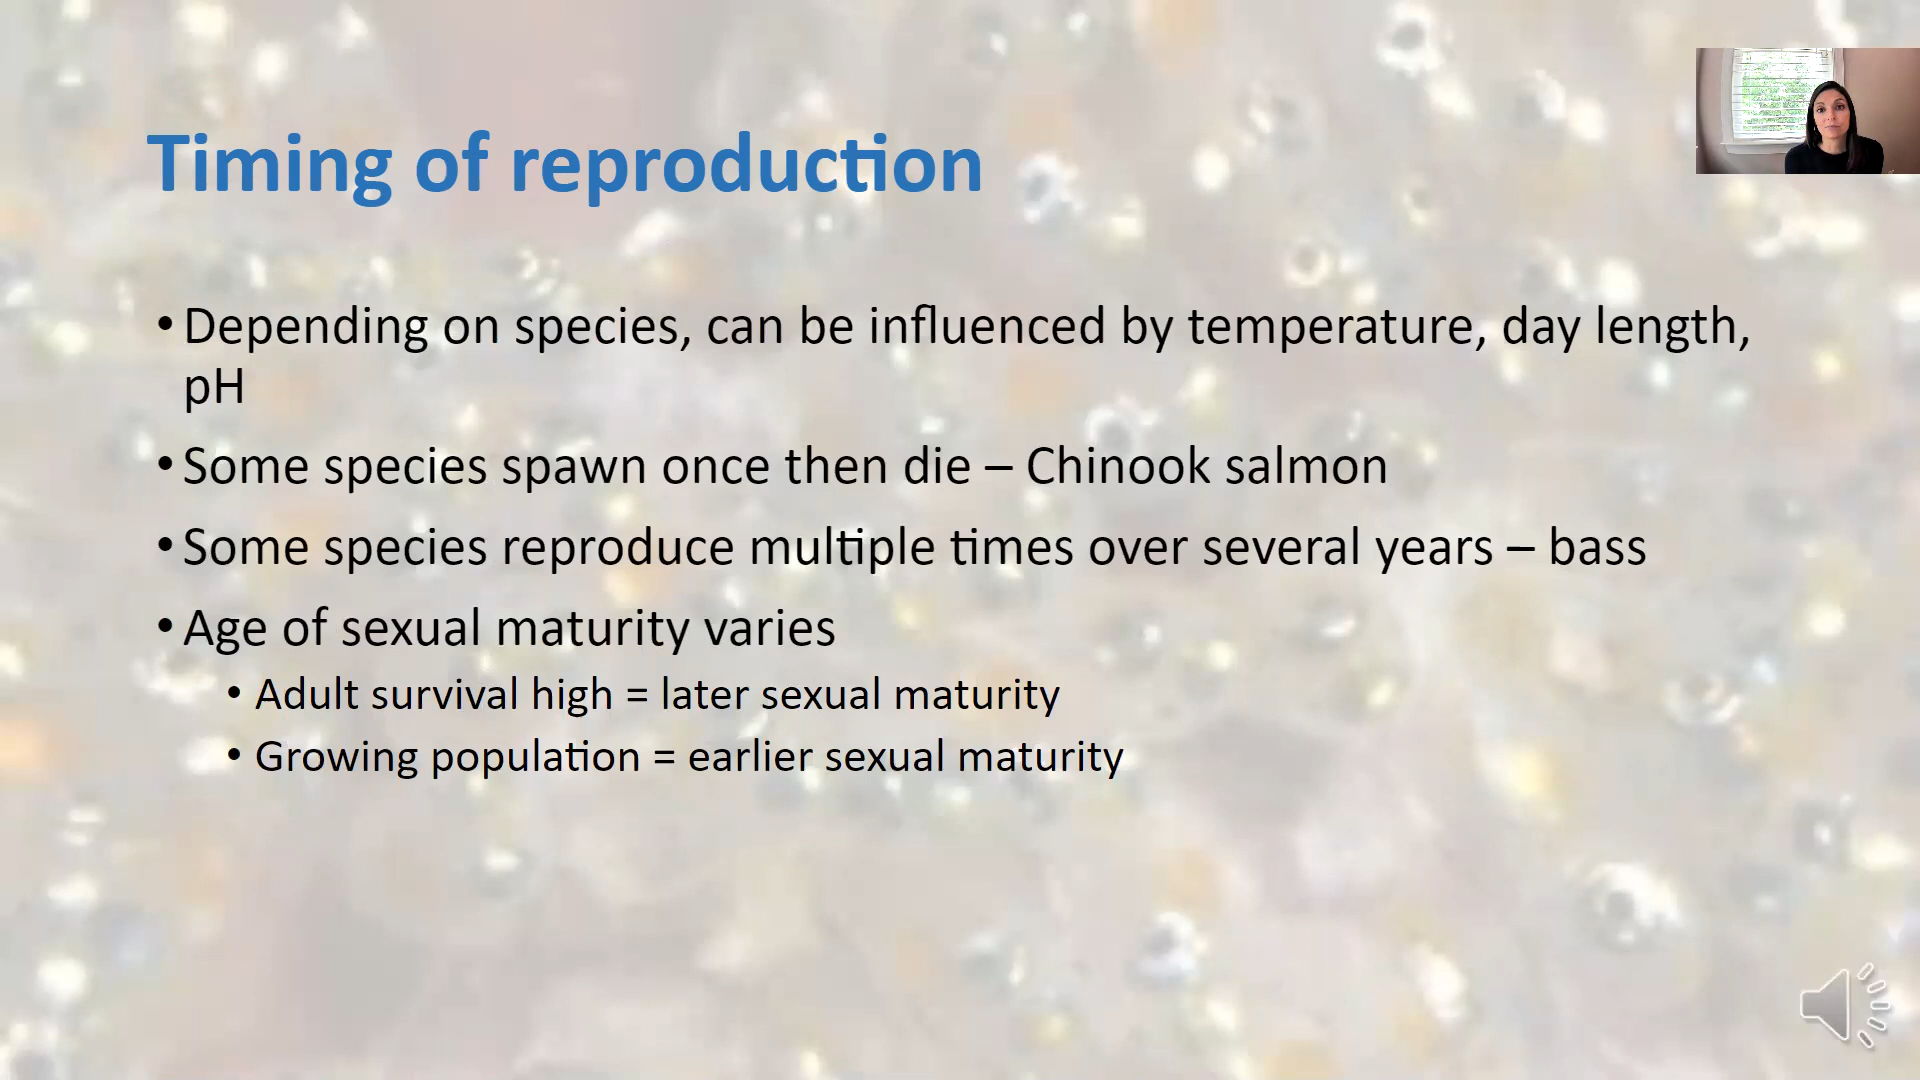 Timing of reproduction
• Depending on species, can be influenced by temperature, day length,
pH
• Some species spawn once then die – Chinook salmon
• Some species reproduce multiple times over several years – bass
• Age of sexual maturity varies
• Adult survival high = later sexual maturity
• Growing population = earlier sexual maturity